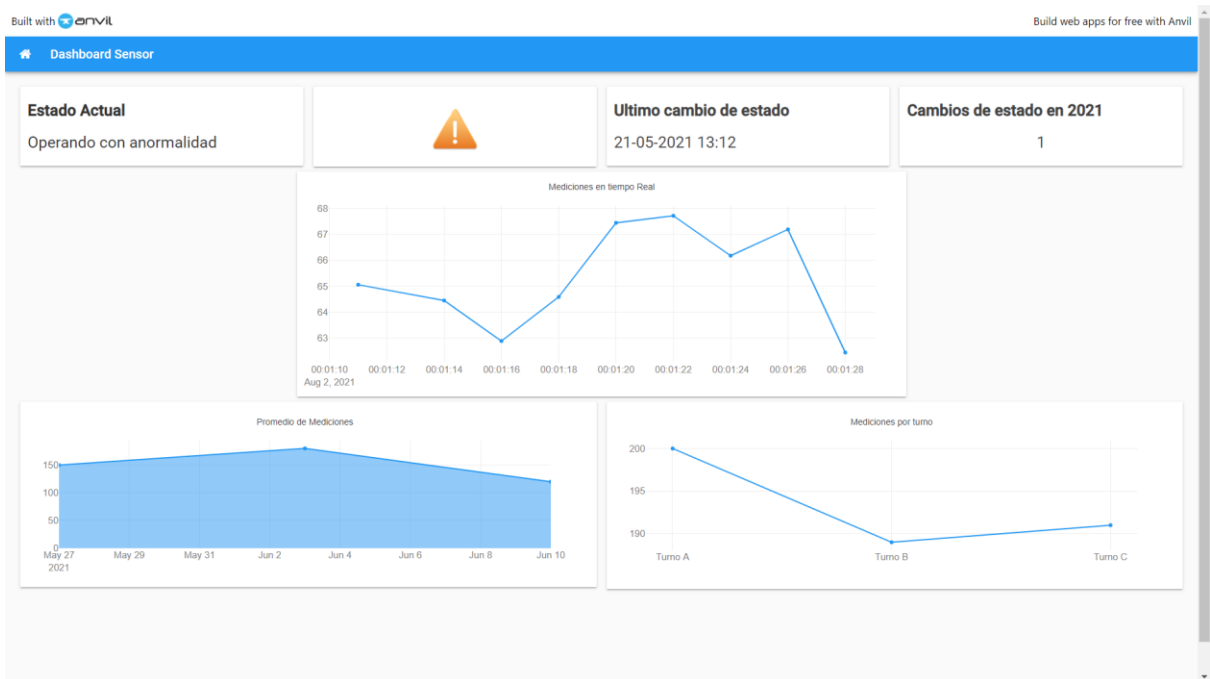 Built with anvil
Build web apps for free with Anvil
Dashboard Sensor
Estado Actual
Operando con anormalidad
Ultimo cambio de estado
21-05-2021 13:12
Cambios de estado en 2021
1
Mediciones en tiempo Real
68
67
66
65
64
63
00:01:10 00:01:12 00:01:14 00:01:16 00:01:18 00:01:20 00:01:22 00:01:24 00:01:26 00:01:28
Aug 2, 2021
Promedio de Mediciones
150
100
50
0
May 27 May 29 May 31 Jun 2 Jun 4 Jun 6 Jun 8 Jun 10
2021
Mediciones por turno
200
195
190
Turno A Turno B Turno C